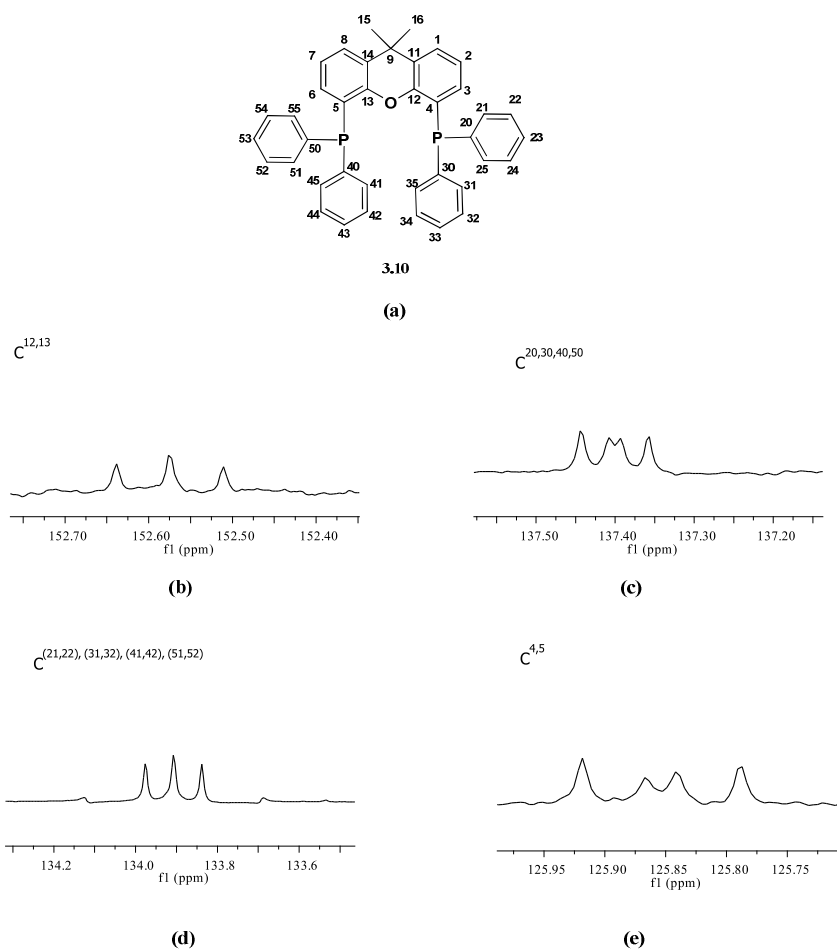 15 16
8 1
7 14 9 11 2
6 13 O 12 3
5 4
54 55 21 22
53 50 P P 20 23
52 51 40 30 25 24
45 41 35 31
44 42 34 32
43 33
3.10
(a)
C12,13
C20,30,40,50
152.70 152.60 152.50 152.40
f1 (ppm)
137.50 137.40 137.30 137.20
f1 (ppm)
(b)
(c)
C(21,22), (31,32), (41,42), (51,52)
C4,5
134.2 134.0 133.8 133.6
f1 (ppm)
125.95 125.90 125.85 125.80 125.75
f1 (ppm)
(d)
(e)